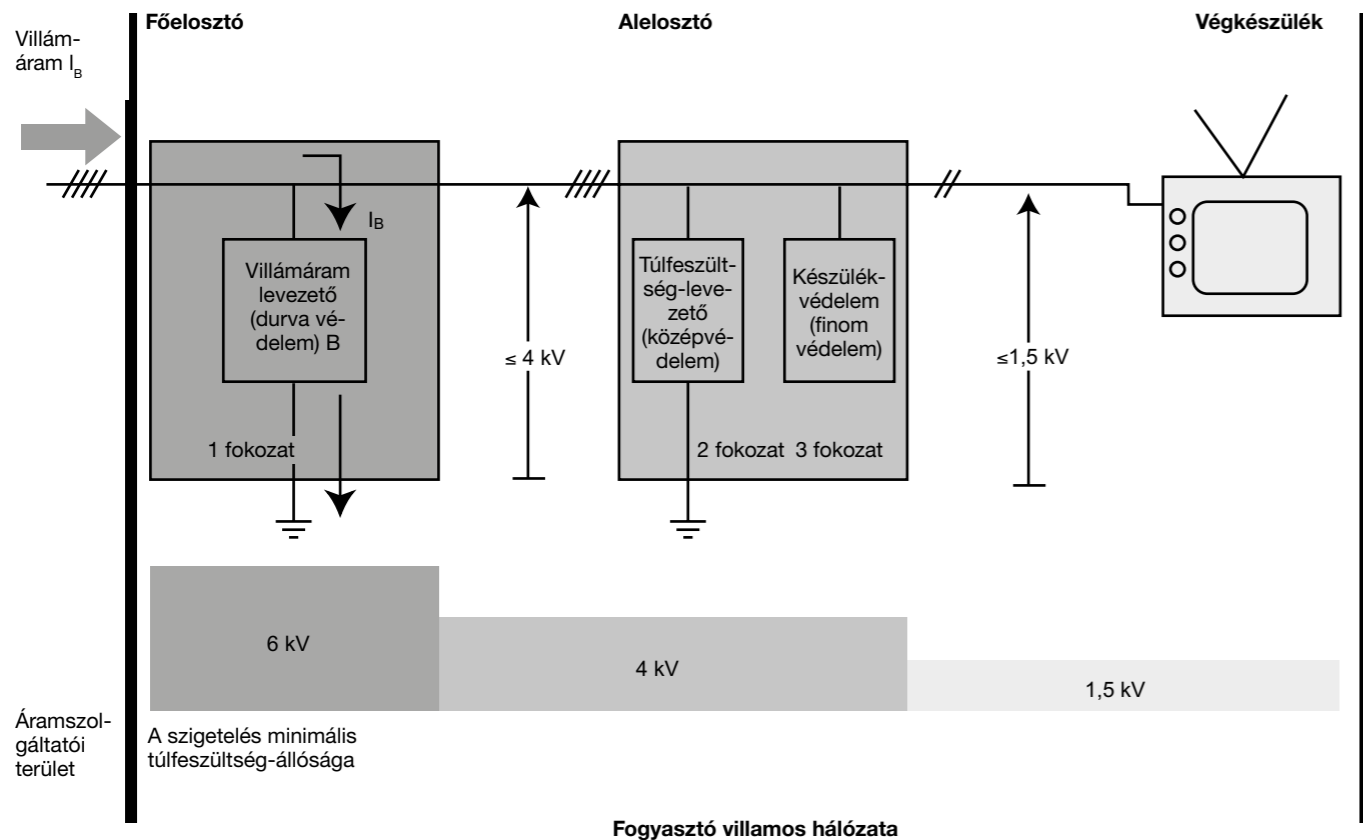 Főelosztó
Alelosztó
Végkészülék
Villám-
áram I_B
I_B
Villámáram
levezető
(durva vé-
delem) B
1 fokozat
≤ 4 kV
Túlfeszült-
ség-leve-
zető
(középvé-
delem)
Készülék-
védelem
(finom
védelem)
2 fokozat 3 fokozat
≤1,5 kV
6 kV
4 kV
1,5 kV
Áramszol-
gáltatói
terület
A szigetelés minimális
túlfeszültség-állósága
Fogyasztó villamos hálózata